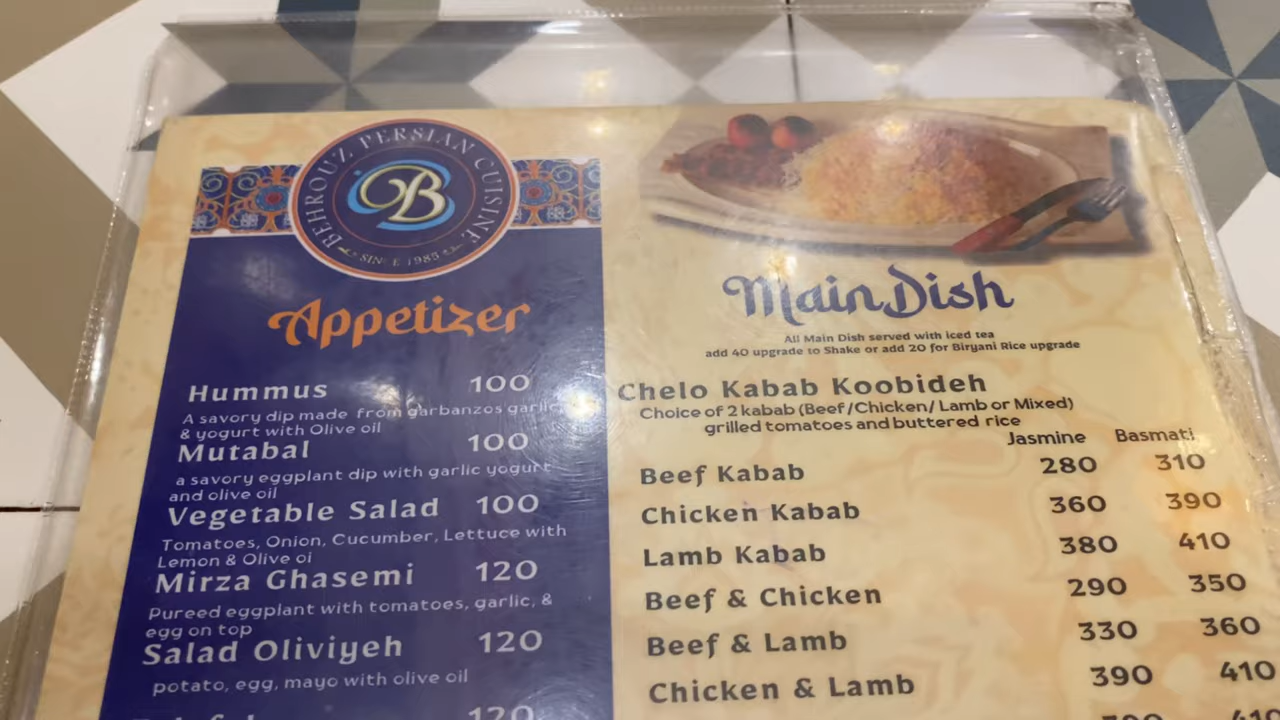 BEHROUZ PERSIAN CUISINE
B
SINCE 1985
Appetizer
Hummus 100
A savory dip made from garbanzos garlic
& yogurt with Olive oil
Mutabal 100
a savory eggplant dip with garlic yogurt
and olive oil
Vegetable Salad 100
Tomatoes, Onion, Cucumber, Lettuce with
Lemon & Olive oi
Mirza Ghasemi 120
Pureed eggplant with tomatoes, garlic, &
egg on top
Salad Oliviyeh 120
potato, egg, mayo with olive oil
120
Main Dish
All Main Dish served with iced tea
add 40 upgrade to Shake or add 20 for Biryani Rice upgrade
Chelo Kabab Koobideh
Choice of 2 kabab (Beef/Chicken/ Lamb or Mixed)
grilled tomatoes and buttered rice
Jasmine Basmati
Beef Kabab 280 310
Chicken Kabab 360 390
Lamb Kabab 380 410
Beef & Chicken 290 350
Beef & Lamb 330 360
Chicken & Lamb 390 410